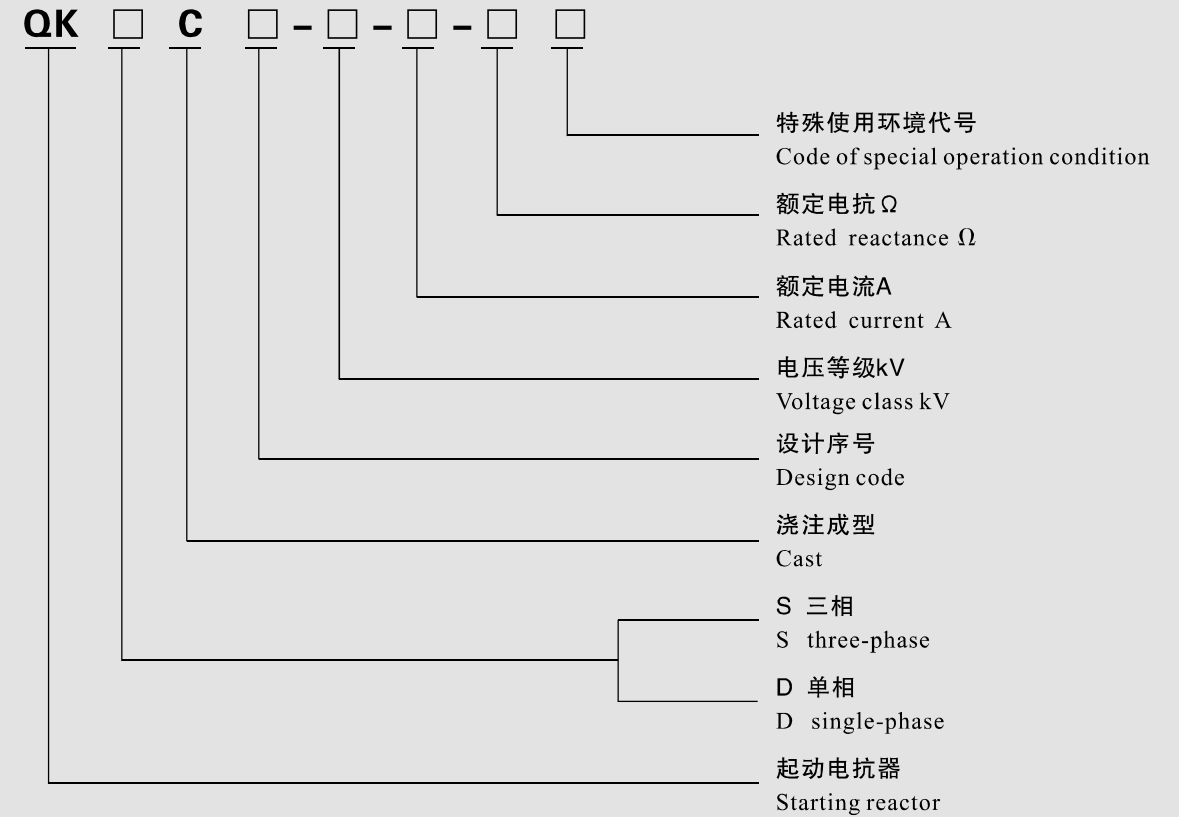 QK □ C □ - □ - □ - □ □
特殊使用环境代号
Code of special operation condition
额定电抗Ω
Rated reactance Ω
额定电流A
Rated current A
电压等级kV
Voltage class kV
设计序号
Design code
浇注成型
Cast
S 三相
S three-phase
D 单相
D single-phase
起动电抗器
Starting reactor